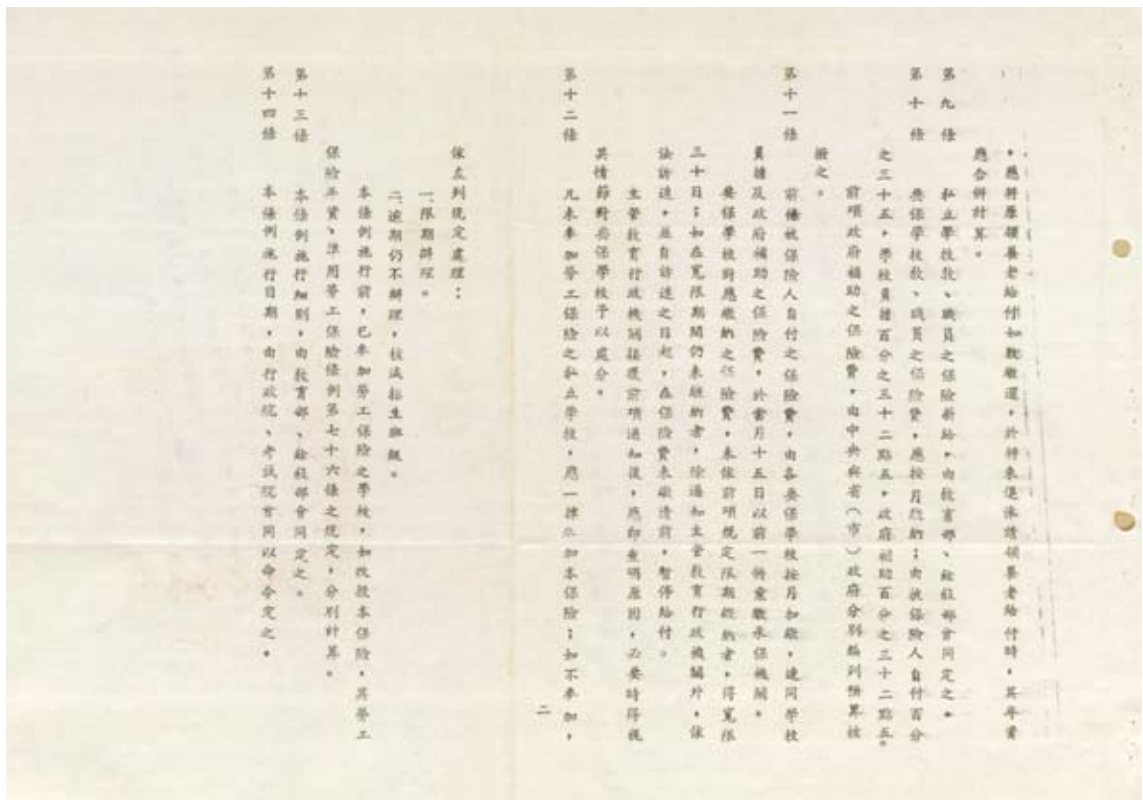 ，應將原領養老給付如數繳還，於將來退休請領養老給付時，其年資
應合併計算。
第九條　私立學校教、職員之保險薪給，由教育部、銓敍部會同定之。
第十條　要保學校教、職員之保險費，應按月繳納；由被保險人自付百分
之三十五，學校負擔百分之三十二點五，政府補助百分之三十二點五。
前項政府補助之保險費，由中央與省（市）政府分別編列預算核
撥之。
第十一條　前條被保險人自付之保險費，由各要保學校按月扣繳，連同學校
負擔及政府補助之保險費，於當月十五日以前一併彙繳承保機關。
要保學校對應繳納之保險費，未依前項規定限期繳納者，得寬限
三十日；如在寬限期間仍未繳納者，除通知主管教育行政機關外，依
法訴追，並自訴追之日起，在保險費未繳清前，暫停給付。
主管教育行政機關接獲前項通知後，應即查明原因，必要時得視
其情節對要保學校予以處分。
第十二條　凡未參加勞工保險之私立學校，應一律參加本保險；如不參加，
二
依左列規定處理：
一、限期辦理。
二、逾期仍不辦理，核減招生班級。
本條例施行前，已參加勞工保險之學校，如改投本保險，其勞工
保險年資、準用勞工保險條例第七十六條之規定，分別計算。
第十三條　本條例施行細則，由教育部、銓敍部會同定之。
第十四條　本條例施行日期，由行政院、考試院會同以命令定之。